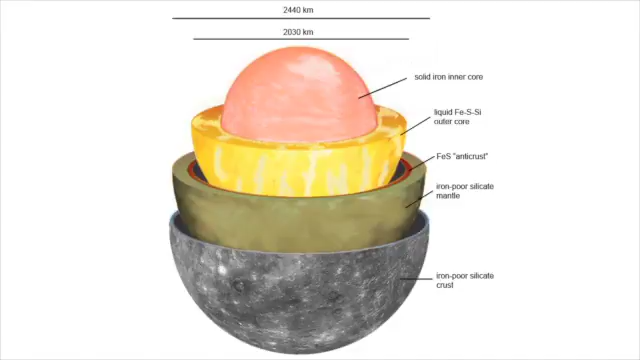 2440 km
2030 km
solid iron inner core
liquid Fe-S-Si
outer core
FeS "anticrust"
iron-poor silicate
mantle
iron-poor silicate
crust